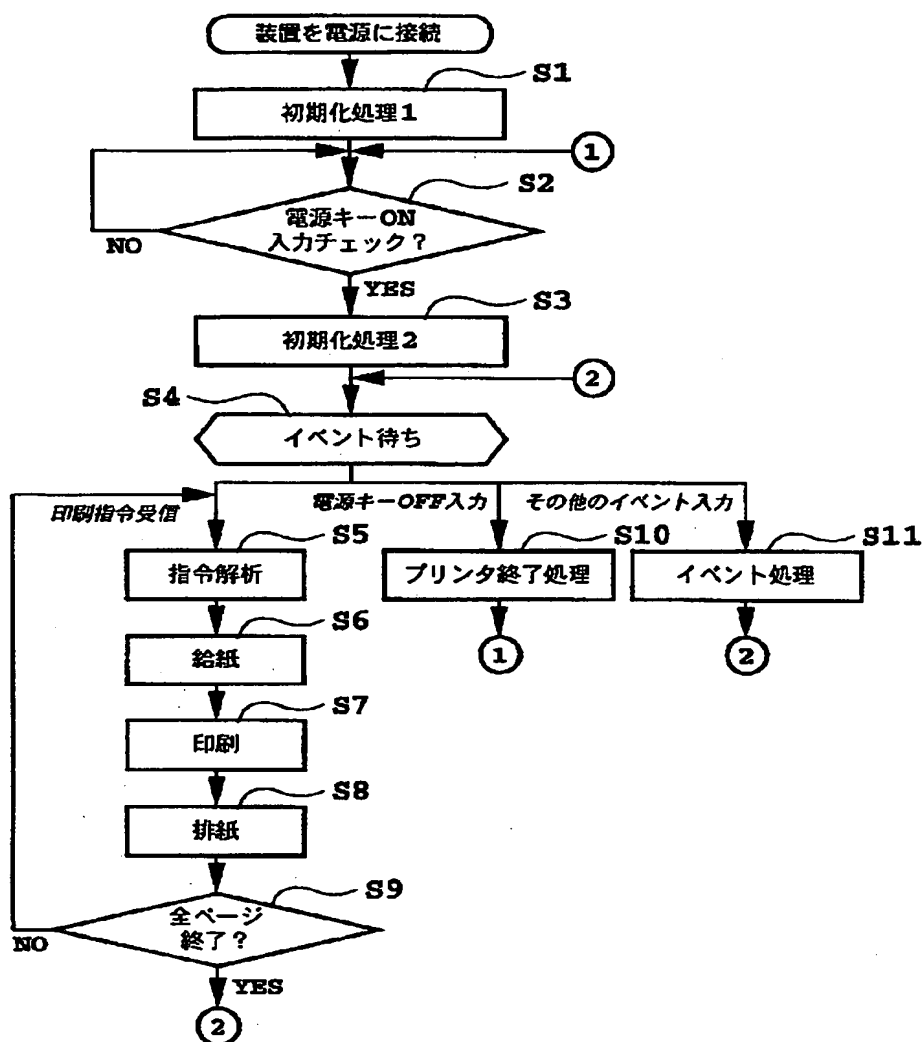 装置を電源に接続
S1
初期化処理1
①
S2
電源キーON
入力チェック?
NO
YES
S3
初期化処理2
②
S4
イベント待ち
印刷指令受信
電源キーOFF入力
その他のイベント入力
S5
指令解析
S10
プリンタ終了処理
S11
イベント処理
①
②
S6
給紙
S7
印刷
S8
排紙
S9
全ページ
終了?
NO
YES
②